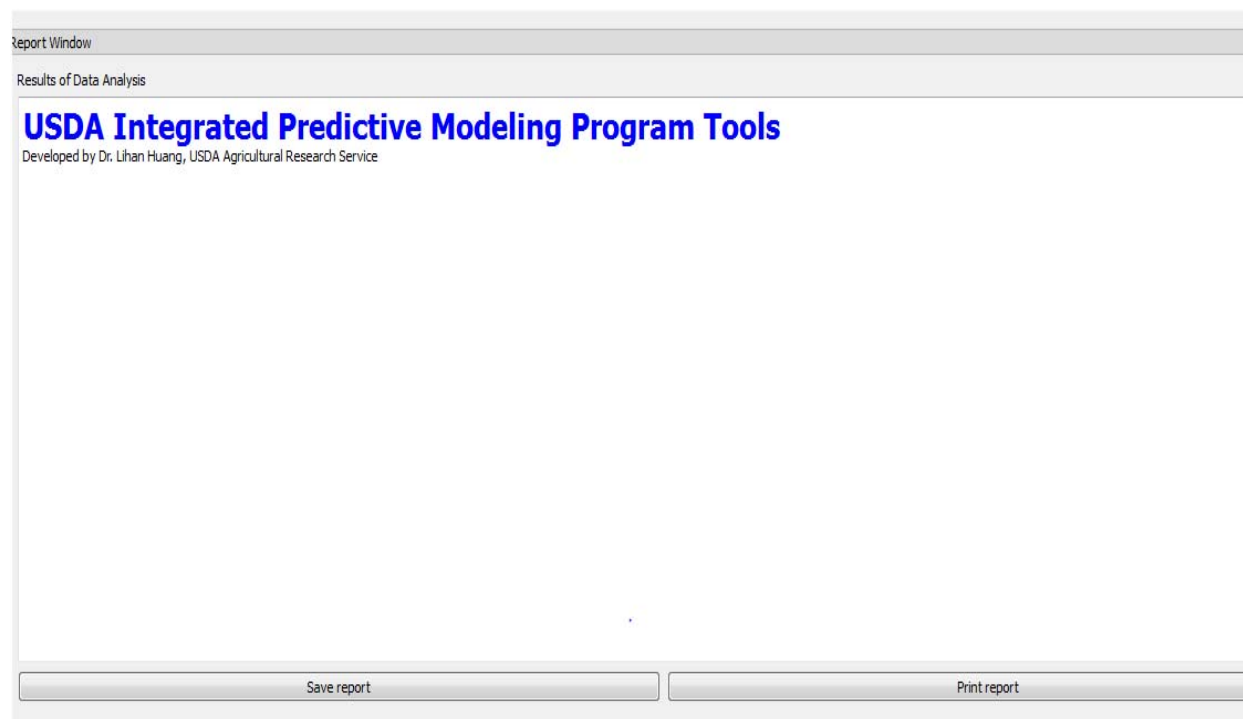 Report Window
Results of Data Analysis
USDA Integrated Predictive Modeling Program Tools
Developed by Dr. Lihan Huang, USDA Agricultural Research Service
Save report
Print report